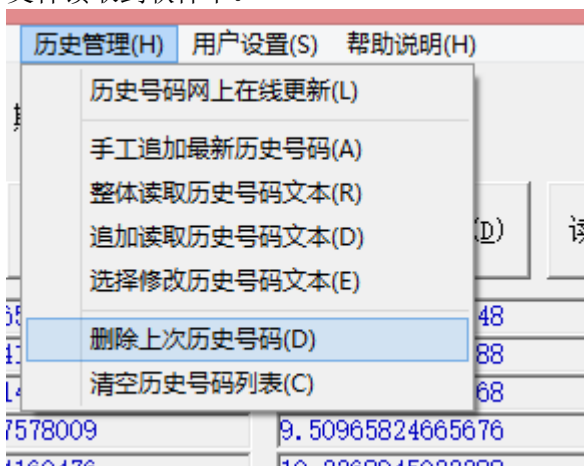 历史管理(H) 用户设置(S) 帮助说明(H)
历史号码网上在线更新(L)
手工追加最新历史号码(A)
整体读取历史号码文本(R)
追加读取历史号码文本(D)
(D)
选择修改历史号码文本(E)
48
删除上次历史号码(D)
88
清空历史号码列表(C)
68
7578009 9.50965824665676